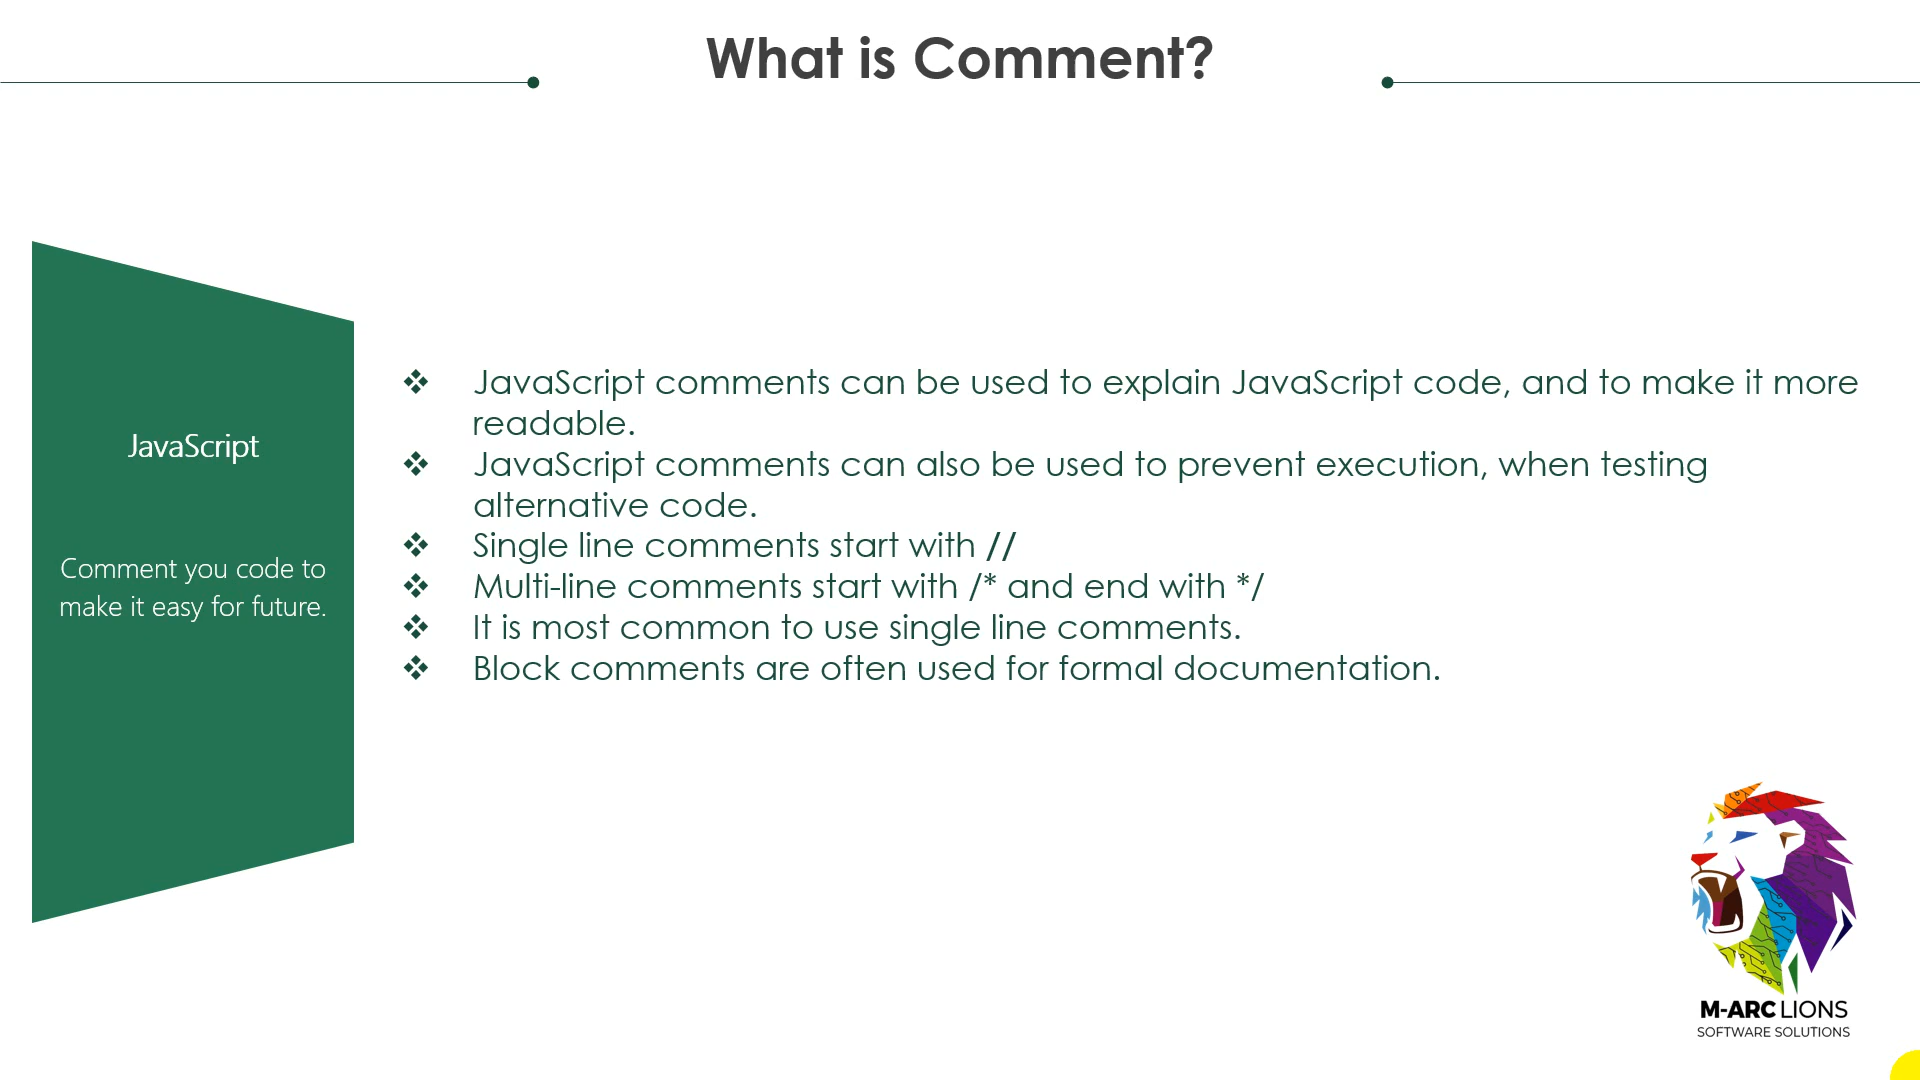 What is Comment?
JavaScript
Comment you code to
make it easy for future.
❖ JavaScript comments can be used to explain JavaScript code, and to make it more
readable.
❖ JavaScript comments can also be used to prevent execution, when testing
alternative code.
❖ Single line comments start with //
❖ Multi-line comments start with /* and end with */
❖ It is most common to use single line comments.
❖ Block comments are often used for formal documentation.
M-ARC LIONS
SOFTWARE SOLUTIONS